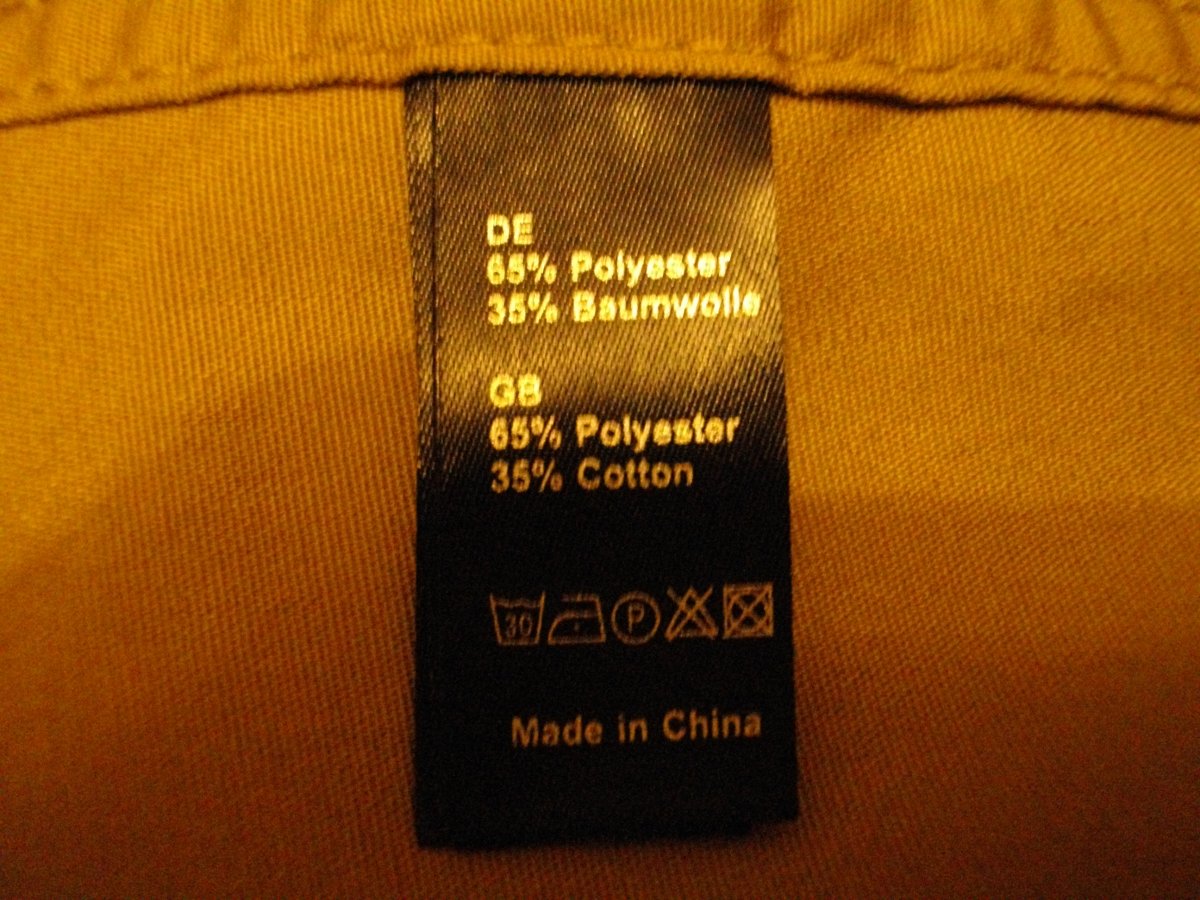 DE
65% Polyester
35% Baumwolle
GB
65% Polyester
35% Cotton
30 P
Made in China